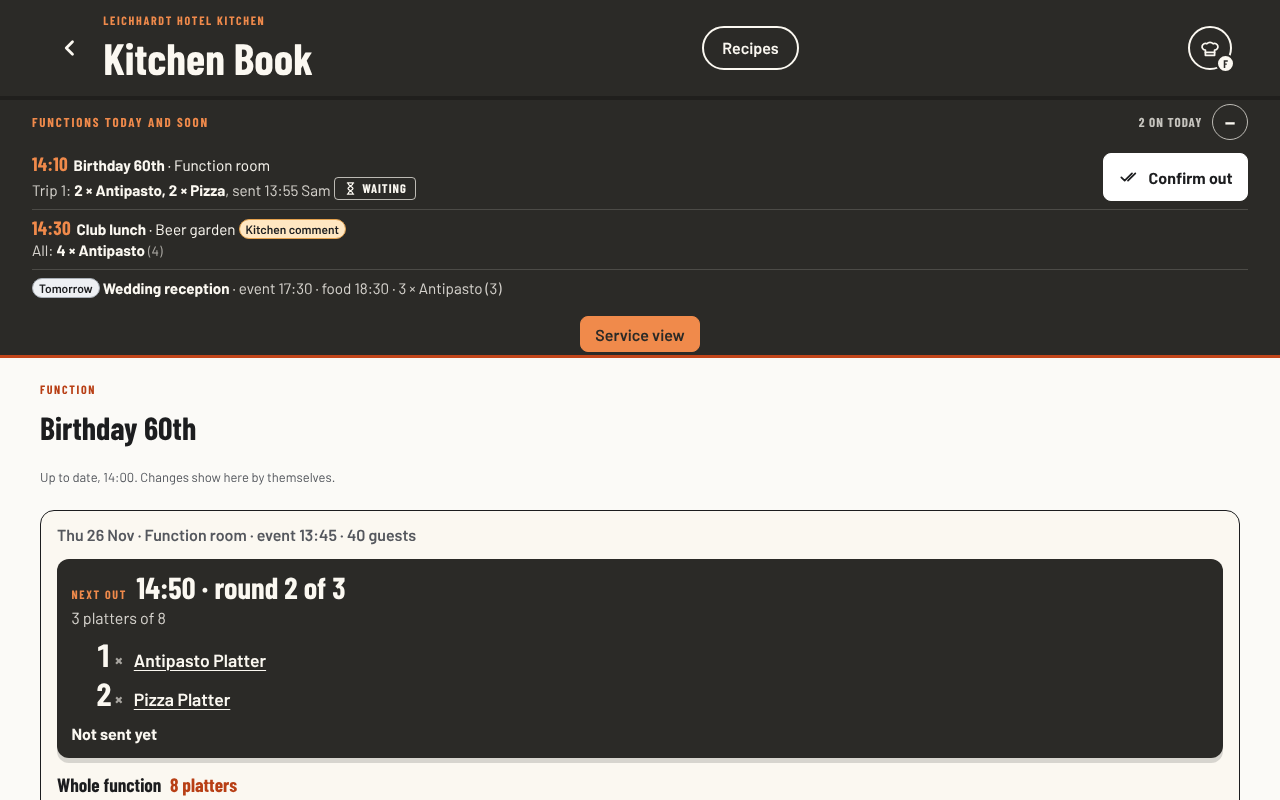 LEICHHARDT HOTEL KITCHEN
Kitchen Book
Recipes
F
FUNCTIONS TODAY AND SOON
2 ON TODAY
14:10 Birthday 60th · Function room
Trip 1: 2 × Antipasto, 2 × Pizza, sent 13:55 Sam WAITING
Confirm out
14:30 Club lunch · Beer garden Kitchen comment
All: 4 × Antipasto (4)
Tomorrow Wedding reception · event 17:30 · food 18:30 · 3 × Antipasto (3)
Service view
FUNCTION
Birthday 60th
Up to date, 14:00. Changes show here by themselves.
Thu 26 Nov · Function room · event 13:45 · 40 guests
NEXT OUT 14:50 · round 2 of 3
3 platters of 8
1 × Antipasto Platter
2 × Pizza Platter
Not sent yet
Whole function 8 platters